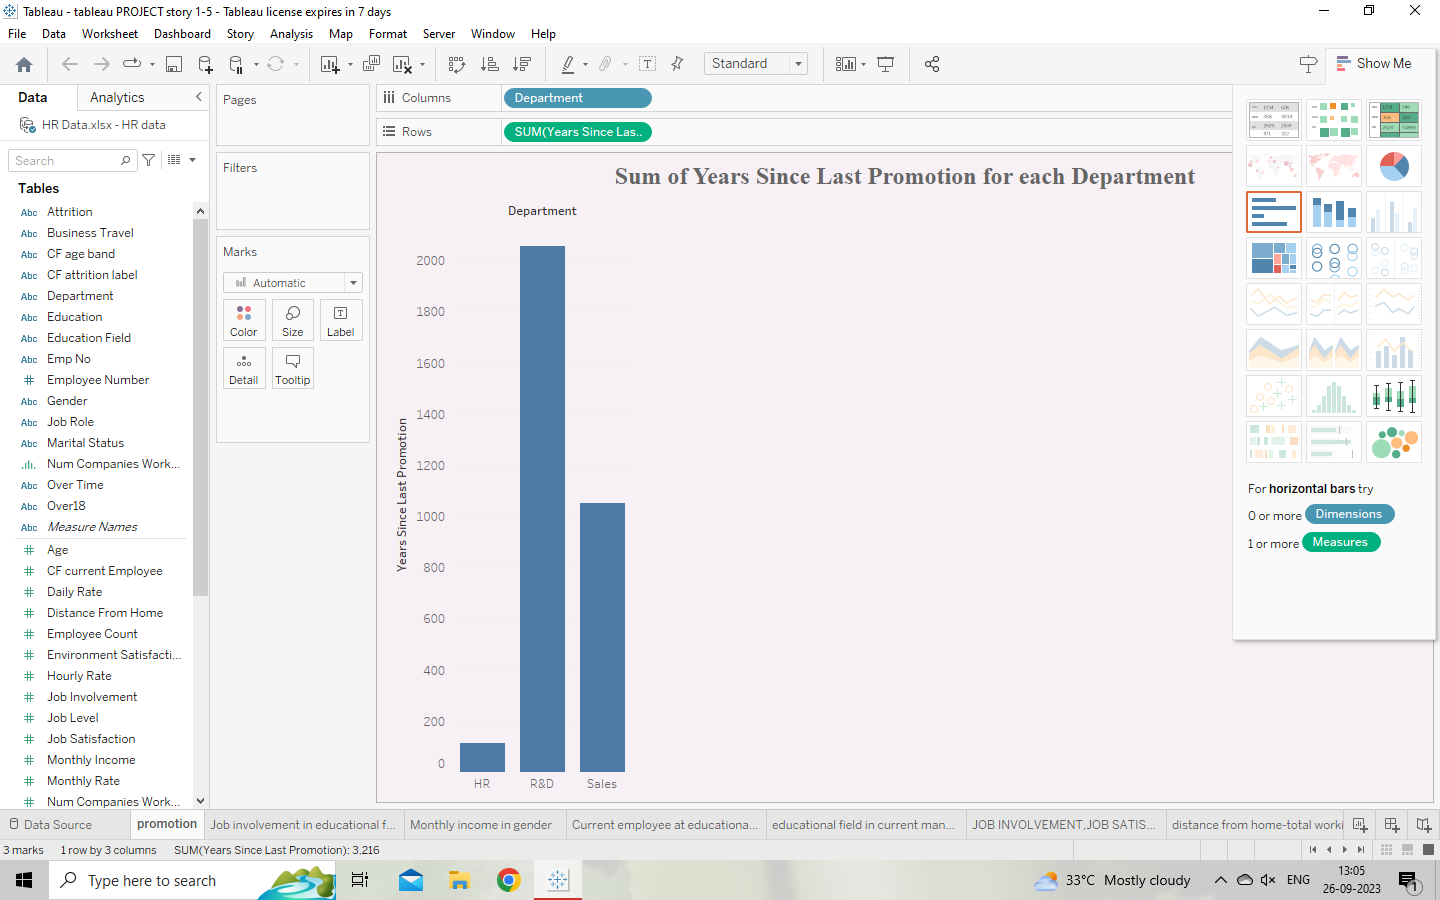 Tableau - tableau PROJECT story 1-5 - Tableau license expires in 7 days
File Data Worksheet Dashboard Story Analysis Map Format Server Window Help
Standard
Show Me
Data Analytics
HR Data.xlsx - HR data
Search
Tables
Abc Attrition
Abc Business Travel
Abc CF age band
Abc CF attrition label
Abc Department
Abc Education
Abc Education Field
Abc Emp No
# Employee Number
Abc Gender
Abc Job Role
Abc Marital Status
Num Companies Work...
Abc Over Time
Abc Over18
Abc Measure Names
# Age
# CF current Employee
# Daily Rate
# Distance From Home
# Employee Count
# Environment Satisfacti...
# Hourly Rate
# Job Involvement
# Job Level
# Job Satisfaction
# Monthly Income
# Monthly Rate
# Num Companies Work...
Pages
Filters
Marks
Automatic
Color Size Label
Detail Tooltip
Columns Department
Rows SUM(Years Since Las..
Sum of Years Since Last Promotion for each Department
Department
Years Since Last Promotion
2000
1800
1600
1400
1200
1000
800
600
400
200
0
HR R&D Sales
For horizontal bars try
0 or more Dimensions
1 or more Measures
Data Source promotion Job involvement in educational f... Monthly income in gender Current employee at educationa... educational field in current man... JOB INVOLVEMENT,JOB SATIS... distance from home-total worki
3 marks 1 row by 3 columns SUM(Years Since Last Promotion): 3,216
Type here to search
33°C Mostly cloudy
ENG
13:05
26-09-2023
1